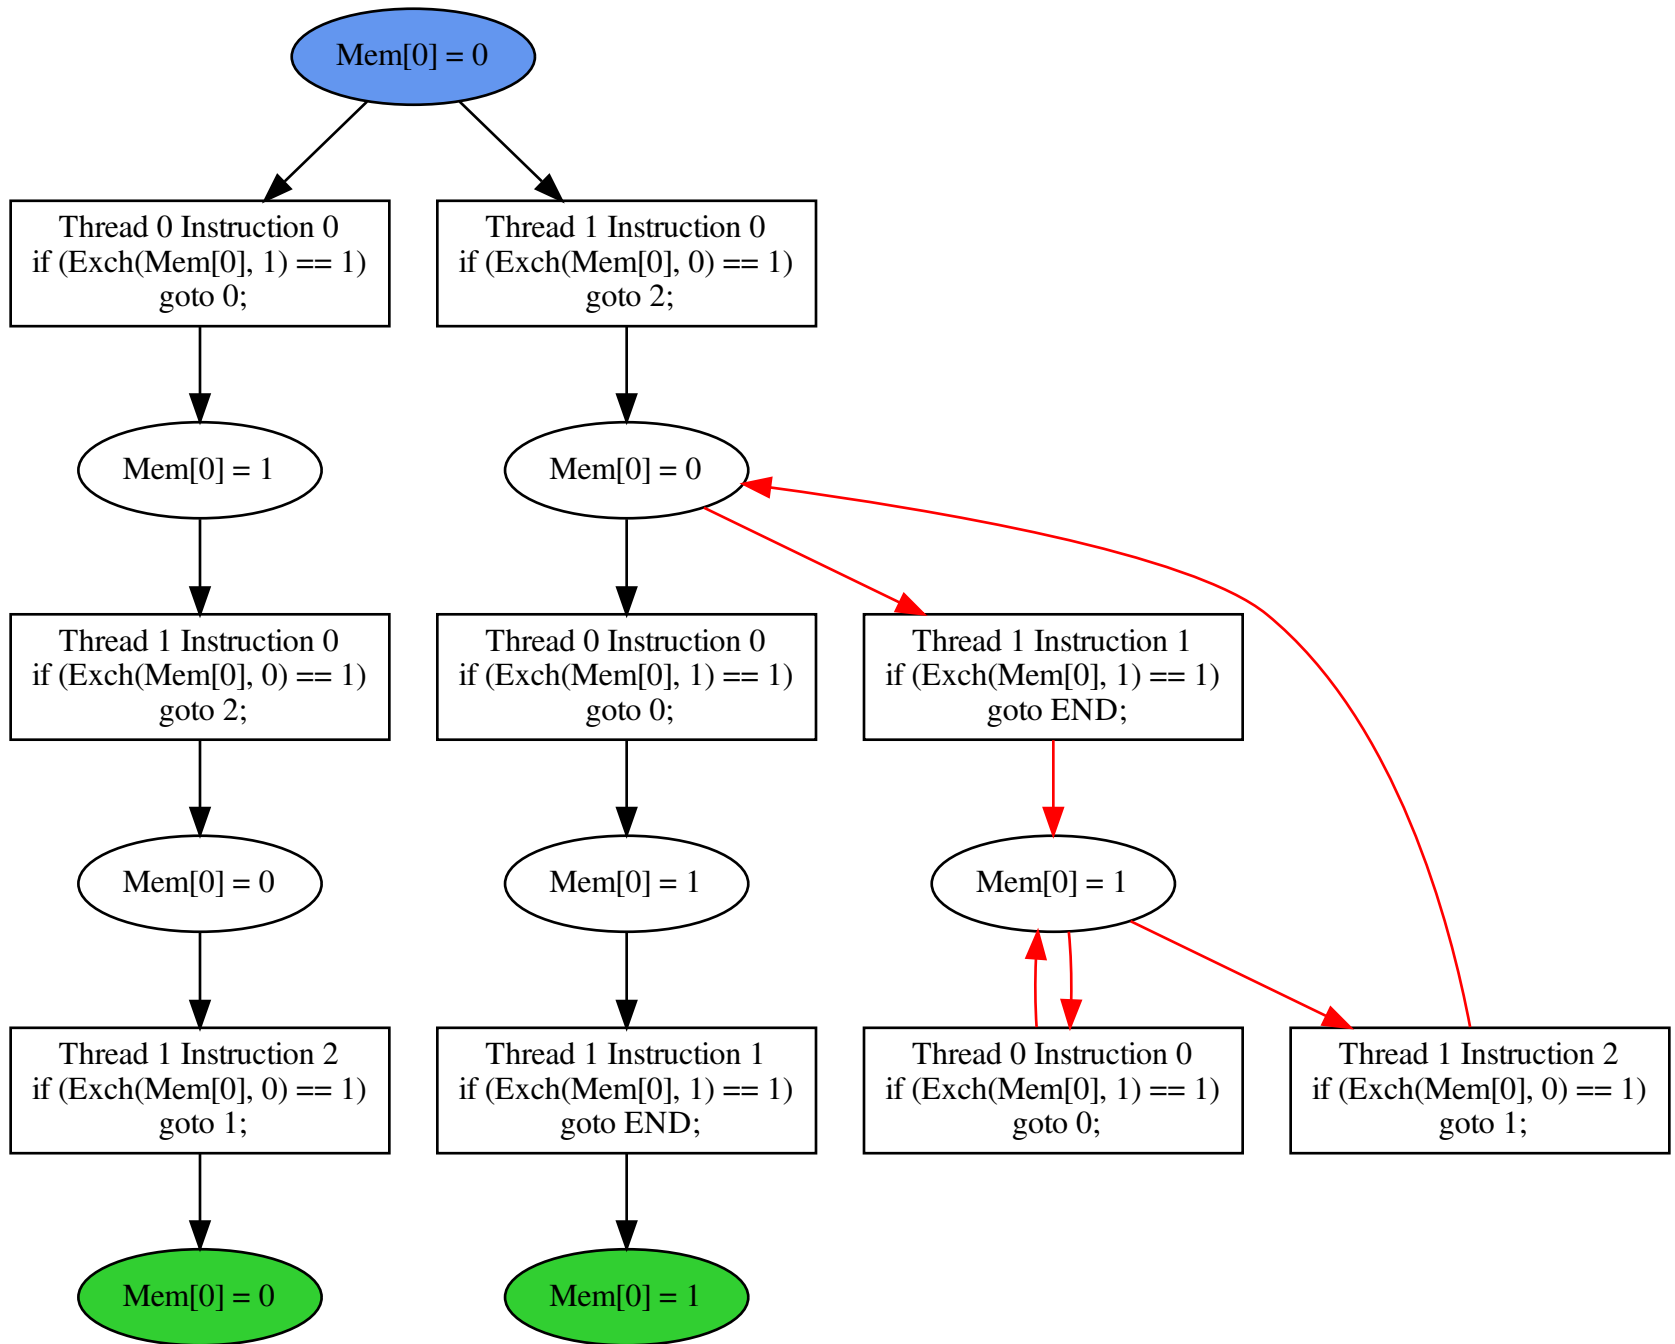 Mem[0] = 0
Thread 0 Instruction 0
if (Exch(Mem[0], 1) == 1)
goto 0;
Thread 1 Instruction 0
if (Exch(Mem[0], 0) == 1)
goto 2;
Mem[0] = 1
Mem[0] = 0
Thread 1 Instruction 0
if (Exch(Mem[0], 0) == 1)
goto 2;
Thread 0 Instruction 0
if (Exch(Mem[0], 1) == 1)
goto 0;
Thread 1 Instruction 1
if (Exch(Mem[0], 1) == 1)
goto END;
Mem[0] = 0
Mem[0] = 1
Mem[0] = 1
Thread 1 Instruction 2
if (Exch(Mem[0], 0) == 1)
goto 1;
Thread 1 Instruction 1
if (Exch(Mem[0], 1) == 1)
goto END;
Thread 0 Instruction 0
if (Exch(Mem[0], 1) == 1)
goto 0;
Thread 1 Instruction 2
if (Exch(Mem[0], 0) == 1)
goto 1;
Mem[0] = 0
Mem[0] = 1